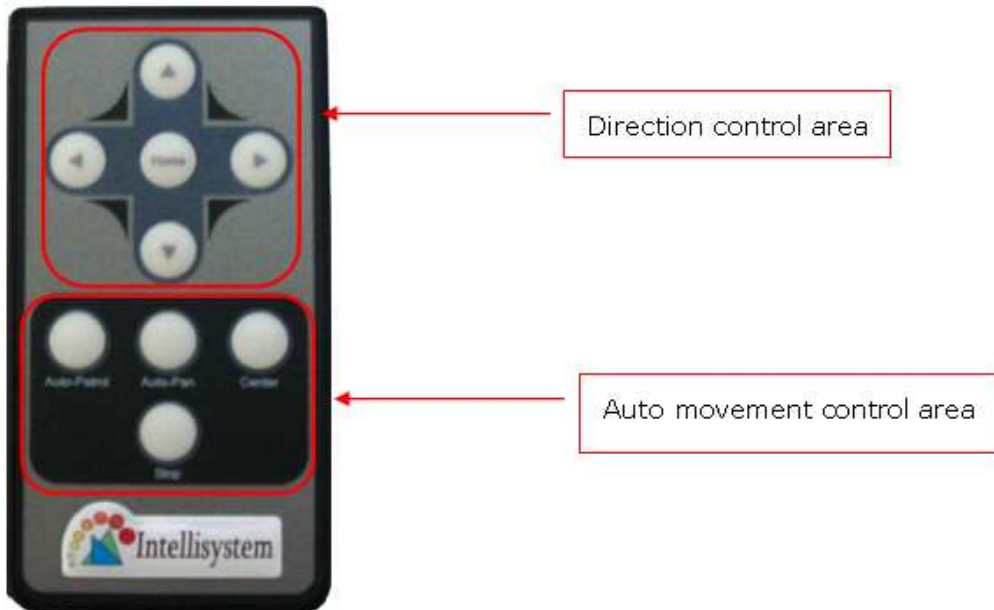 Direction control area
Home
Auto-Patrol Auto-Pan Center
Auto movement control area
Stop
Intellisystem